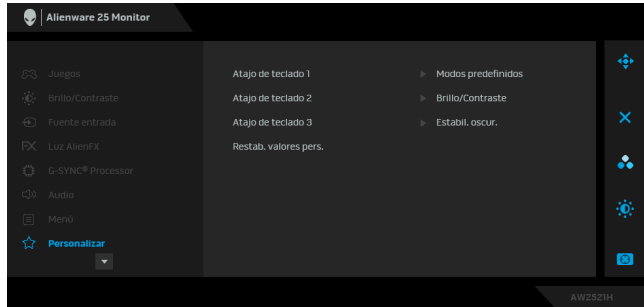 Alienware 25 Monitor
Juegos
Brillo/Contraste
Fuente entrada
FX Luz AlienFX
G-SYNC® Processor
Audio
Menú
Personalizar
Atajo de teclado 1 Modos predefinidos
Atajo de teclado 2 Brillo/Contraste
Atajo de teclado 3 Estabil. oscur.
Restab. valores pers.
AW2521H